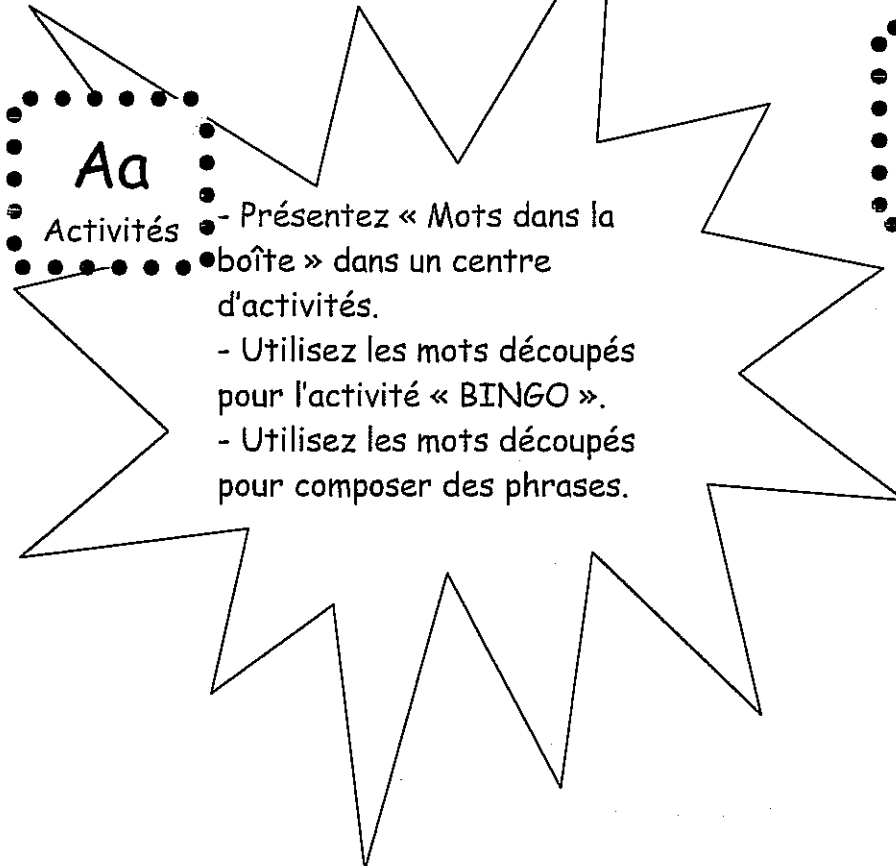 Aa
Activités
- Présentez « Mots dans la
boîte » dans un centre
d'activités.
- Utilisez les mots découpés
pour l'activité « BINGO ».
- Utilisez les mots découpés
pour composer des phrases.